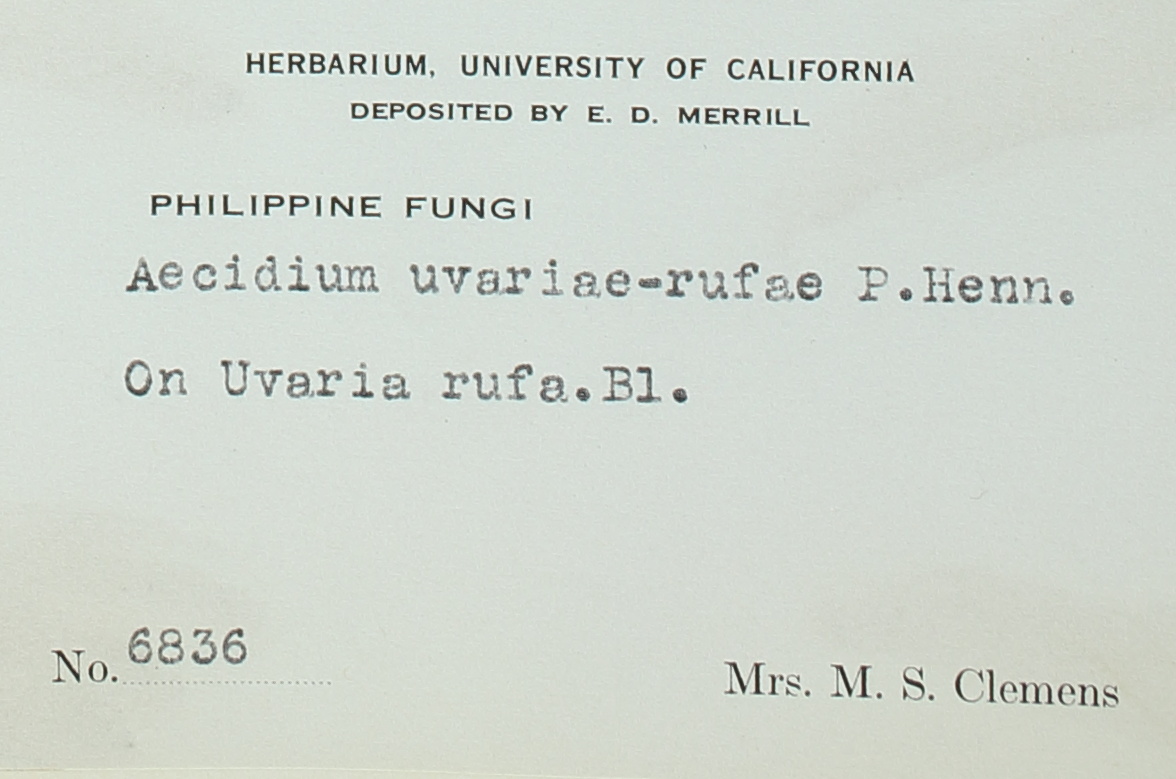 HERBARIUM, UNIVERSITY OF CALIFORNIA
DEPOSITED BY E. D. MERRILL
PHILIPPINE FUNGI
Aecidium uvariae-rufae P.Henn.
On Uvaria rufa.Bl.
No. 6836
Mrs. M. S. Clemens